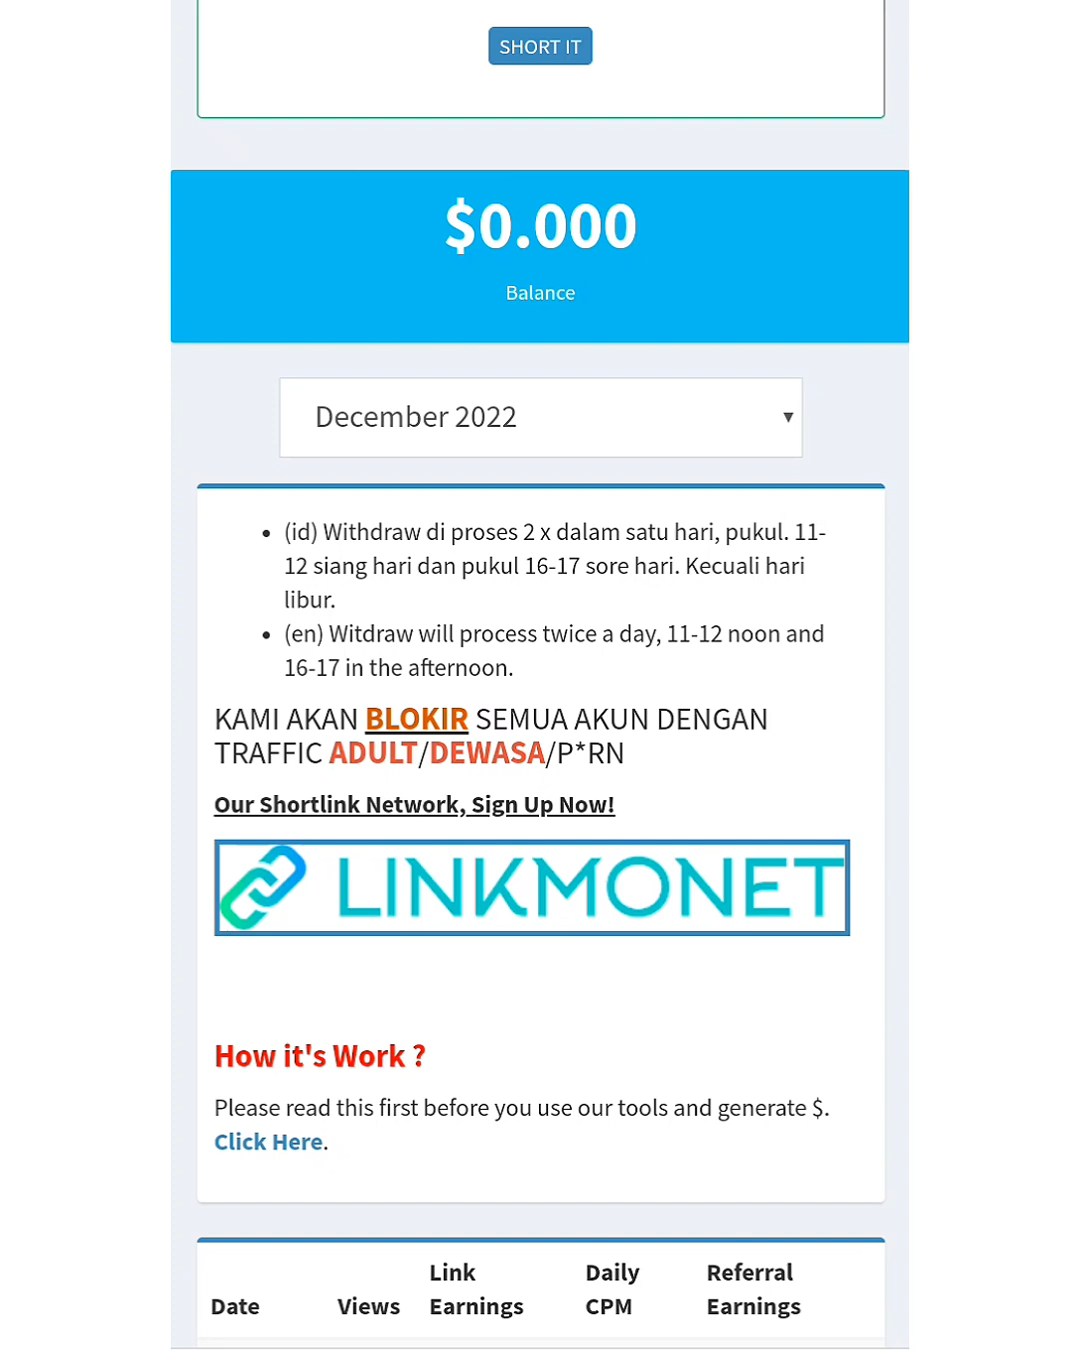 SHORT IT
$0.000
Balance
December 2022
(id) Withdraw di proses 2 x dalam satu hari, pukul. 11-
12 siang hari dan pukul 16-17 sore hari. Kecuali hari
libur.
(en) Witdraw will process twice a day, 11-12 noon and
16-17 in the afternoon.
KAMI AKAN BLOKIR SEMUA AKUN DENGAN
TRAFFIC ADULT/DEWASA/P*RN
Our Shortlink Network, Sign Up Now!
LINKMONET
How it's Work ?
Please read this first before you use our tools and generate $.
Click Here.
Date Views Link Earnings Daily CPM Referral Earnings